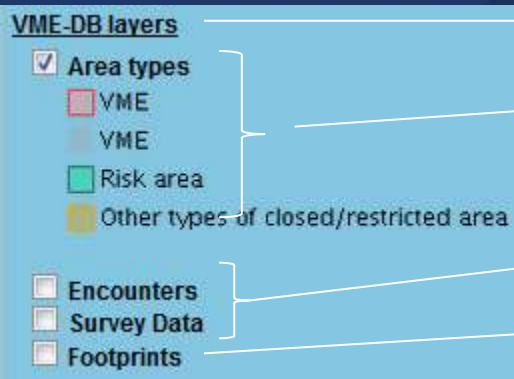 VME-DB layers
Area types
VME
VME
Risk area
Other types of closed/restricted area
Encounters
Survey Data
Footprints